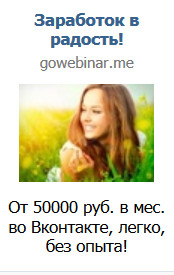 Заработок в
радость!
gowebinar.me
От 50000 руб. в мес.
во Вконтакте, легко,
без опыта!